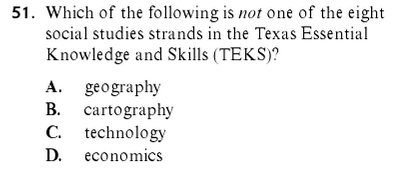 51. Which of the following is not one of the eight
social studies strands in the Texas Essential
Knowledge and Skills (TEKS)?
A. geography
B. cartography
C. technology
D. economics